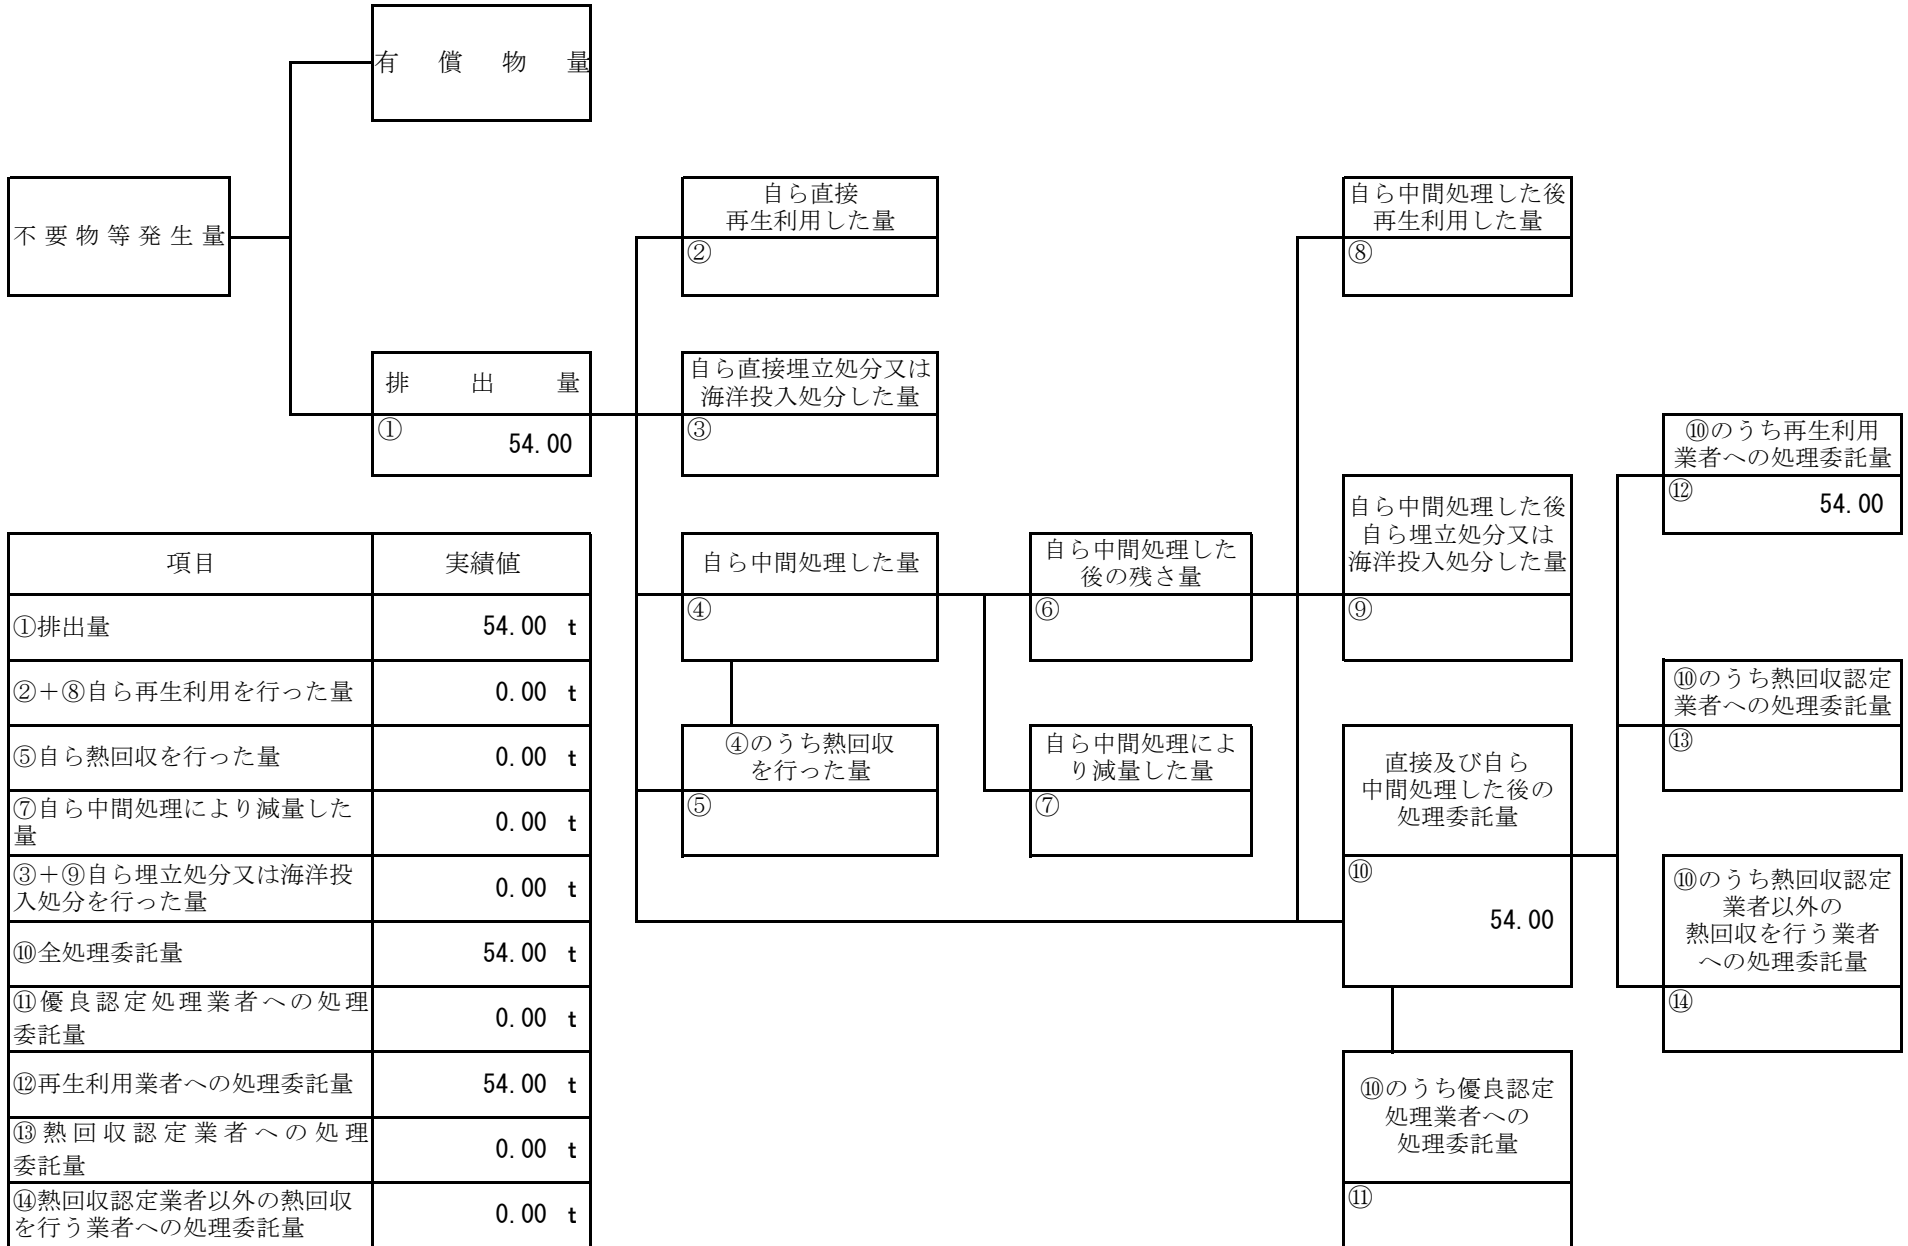 有償物量
不要物等発生量
自ら直接
再生利用した量
②
自ら中間処理した後
再生利用した量
⑧
排出量
①
54.00
自ら直接埋立処分又は
海洋投入処分した量
③
⑩のうち再生利用
業者への処理委託量
⑫
54.00
自ら中間処理した後
自ら埋立処分又は
海洋投入処分した量
⑨
自ら中間処理した量
④
自ら中間処理した
後の残さ量
⑥
⑩のうち熱回収認定
業者への処理委託量
⑬
④のうち熱回収
を行った量
⑤
自ら中間処理によ
り減量した量
⑦
直接及び自ら
中間処理した後の
処理委託量
⑩
54.00
⑩のうち熱回収認定
業者以外の
熱回収を行う業者
への処理委託量
⑭
⑩のうち優良認定
処理業者への
処理委託量
⑪
項目 実績値
①排出量 54.00 t
②＋⑧自ら再生利用を行った量 0.00 t
⑤自ら熱回収を行った量 0.00 t
⑦自ら中間処理により減量した
量 0.00 t
③＋⑨自ら埋立処分又は海洋投
入処分を行った量 0.00 t
⑩全処理委託量 54.00 t
⑪優良認定処理業者への処理
委託量 0.00 t
⑫再生利用業者への処理委託量 54.00 t
⑬熱回収認定業者への処理
委託量 0.00 t
⑭熱回収認定業者以外の熱回収
を行う業者への処理委託量 0.00 t